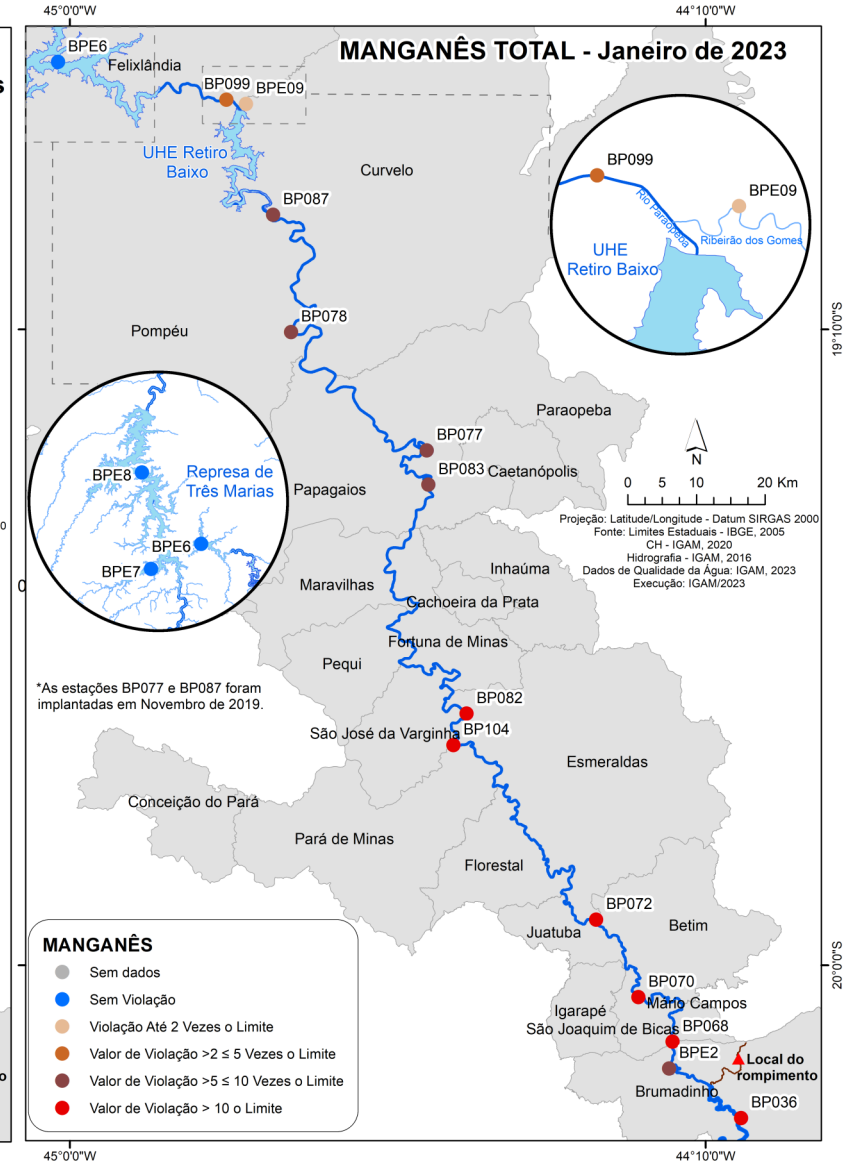 45°0'0"W
44°10'0"W
MANGANÊS TOTAL - Janeiro de 2023
BPE6
Felixlândia
s
BP099
BPE09
UHE Retiro
Baixo
Curvelo
BP087
BP099
BPE09
Rio Paraopeba
Ribeirão dos Gomes
UHE
Retiro Baixo
BP078
Pompéu
19°10'0"S
Paraopeba
BP077
BP083
Caetanópolis
N
BPE8
Represa de
Três Marias
Papagaios
0 5 10 20 Km
BPE6
BPE7
Projeção: Latitude/Longitude - Datum SIRGAS 2000
Fonte: Limites Estaduais - IBGE, 2005
CH - IGAM, 2020
Hidrografia - IGAM, 2016
Dados de Qualidade da Água: IGAM, 2023
Execução: IGAM/2023
0
0
Inhaúma
Maravilhas
Cachoeira da Prata
Fortuna de Minas
Pequi
*As estações BP077 e BP087 foram
implantadas em Novembro de 2019.
BP082
São José da Varginha
BP104
Esmeraldas
Conceição do Pará
Pará de Minas
Florestal
BP072
Juatuba
Betim
20°0'0"S
BP070
Mário Campos
Igarapé
São Joaquim de Bicas
BP068
BPE2
Local do
rompimento
Brumadinho
BP036
o
MANGANÊS
Sem dados
Sem Violação
Violação Até 2 Vezes o Limite
Valor de Violação >2 ≤ 5 Vezes o Limite
Valor de Violação >5 ≤ 10 Vezes o Limite
Valor de Violação > 10 o Limite
45°0'0"W
44°10'0"W